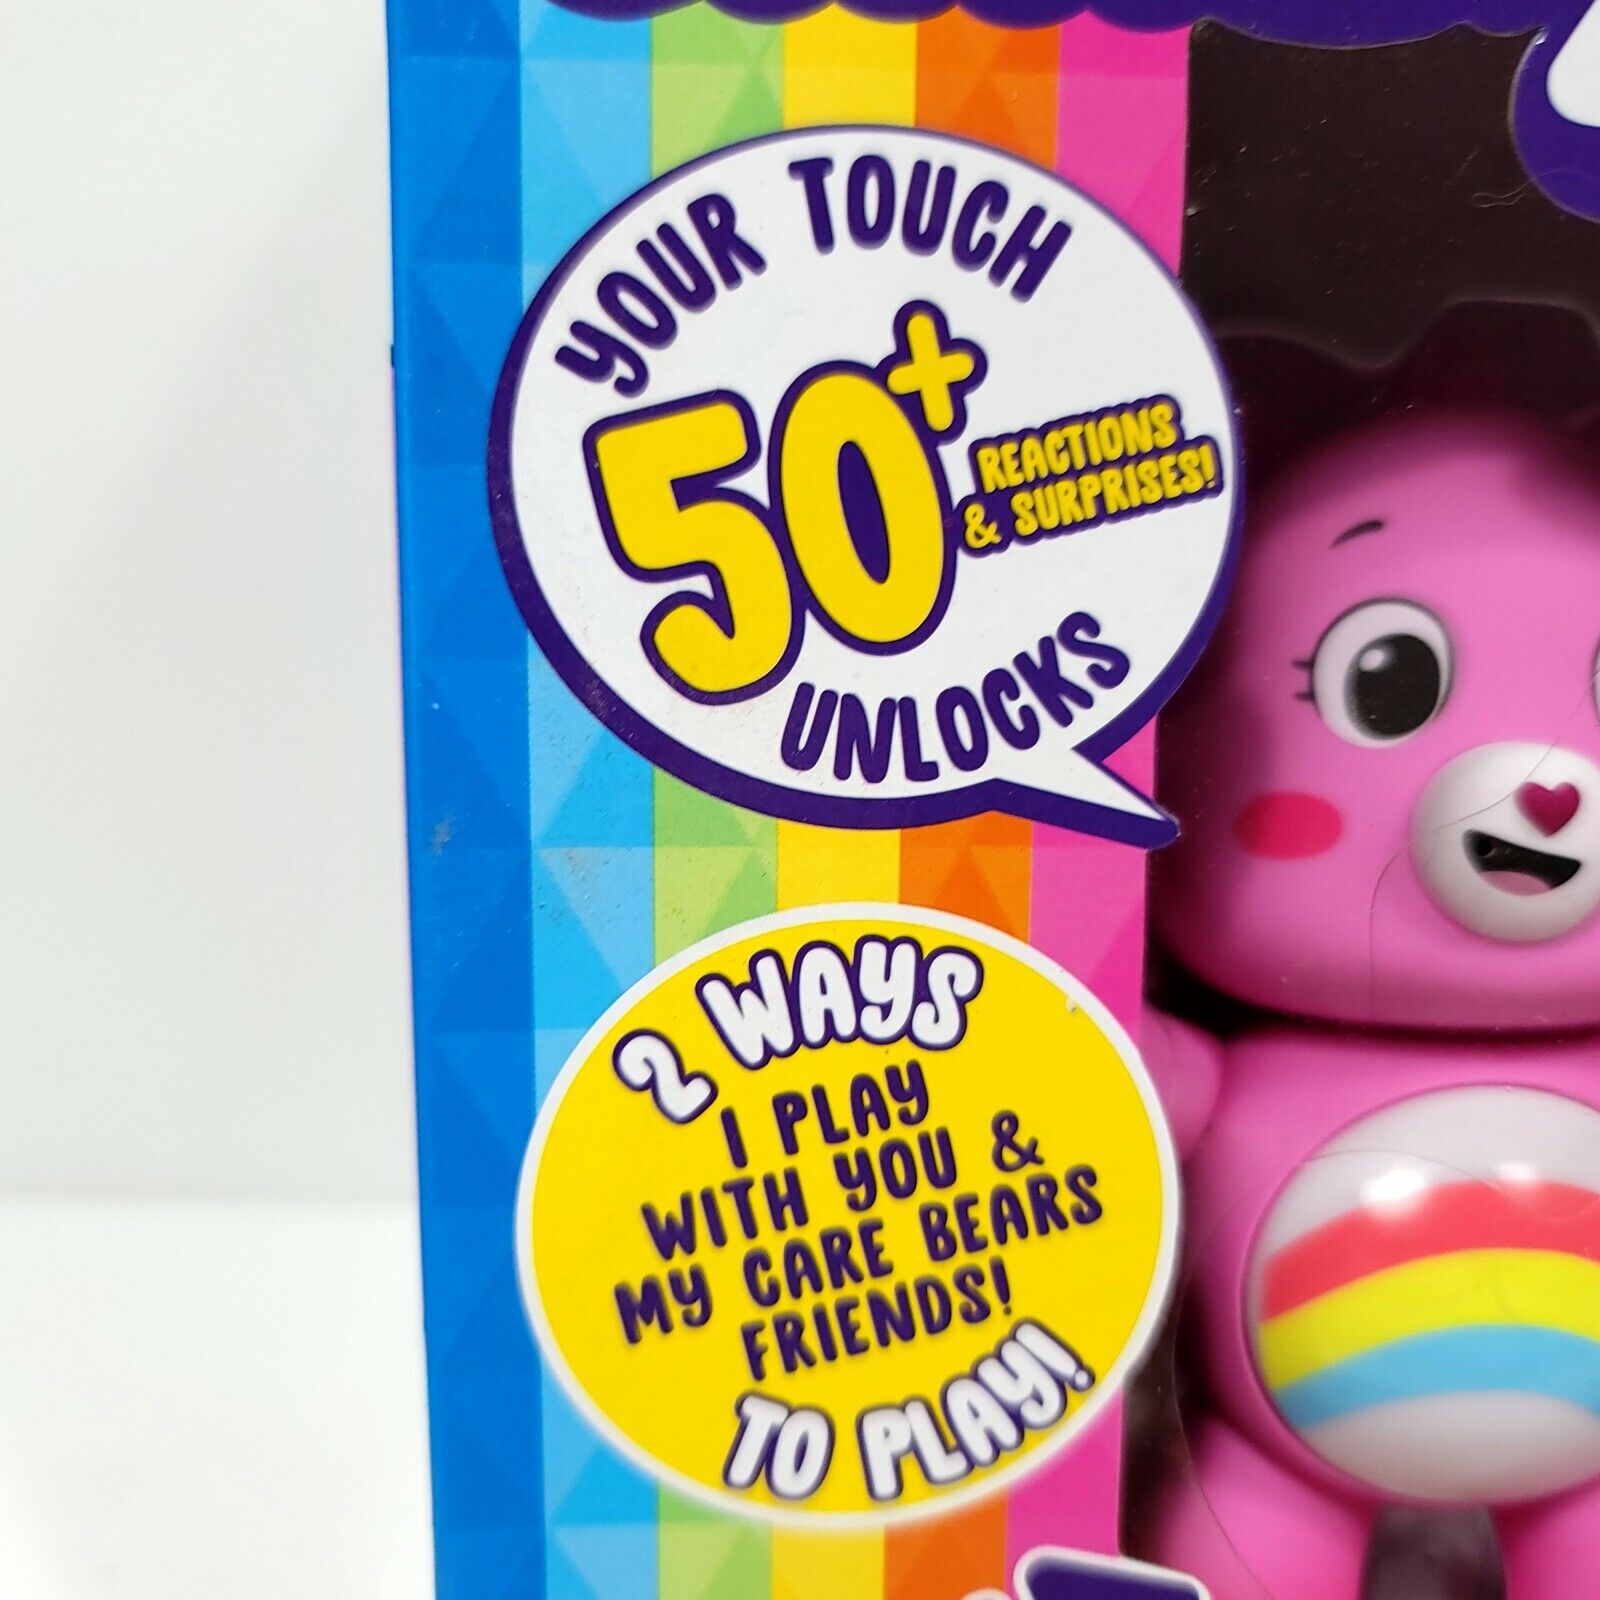 YOUR TOUCH
50+
REACTIONS
& SURPRISES!
UNLOCKS
2 WAYS
I PLAY
WITH YOU &
MY CARE BEARS
FRIENDS!
TO PLAY!